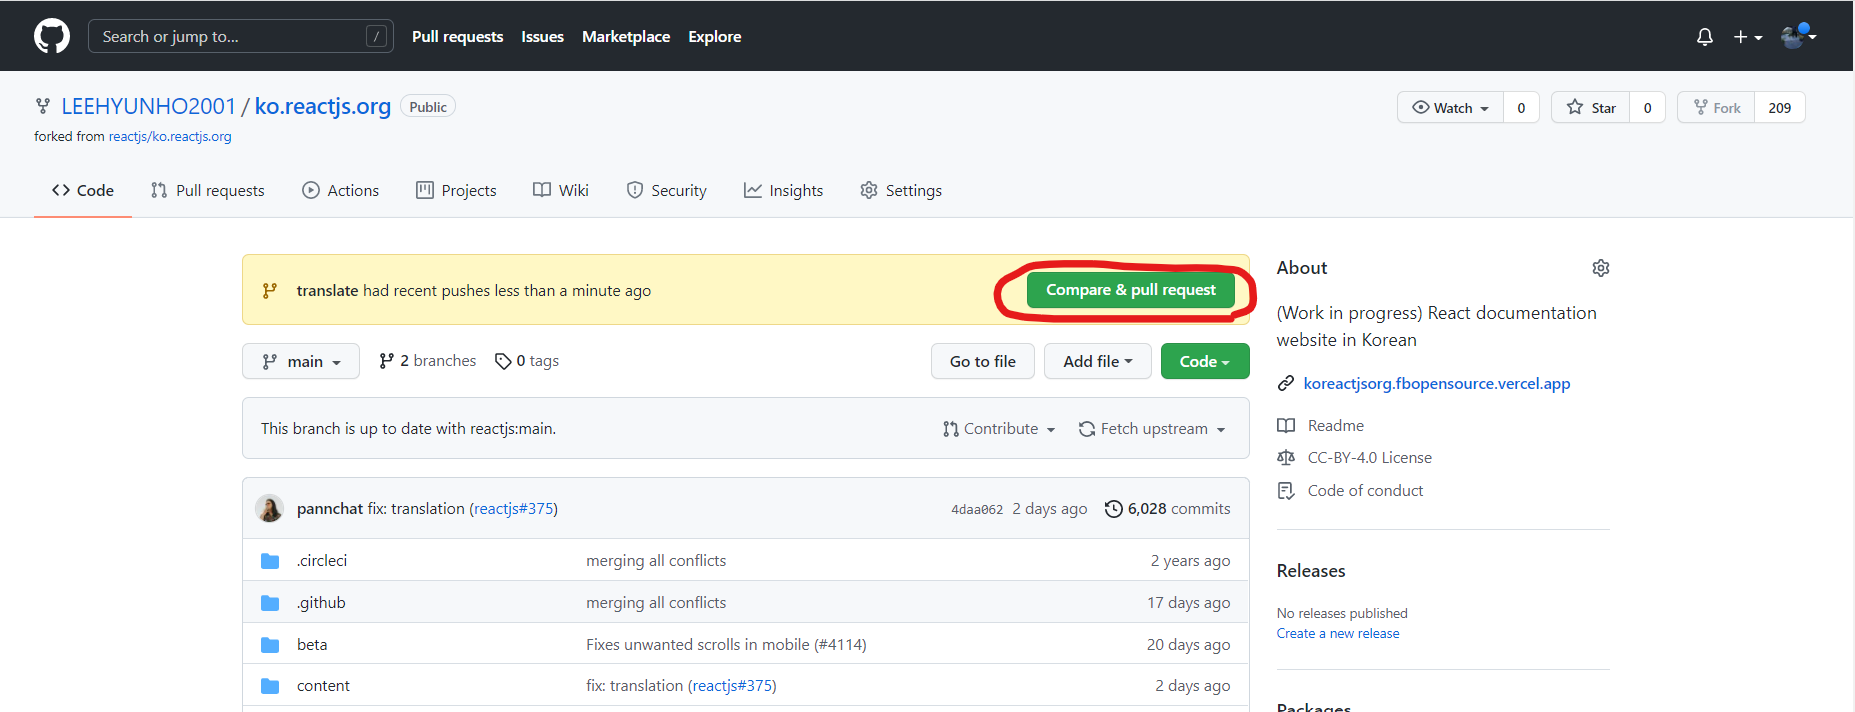 Search or jump to...
/
Pull requests Issues Marketplace Explore
LEEHYUNHO2001 / ko.reactjs.org Public
Watch 0 Star 0 Fork 209
forked from reactjs/ko.reactjs.org
Code Pull requests Actions Projects Wiki Security Insights Settings
translate had recent pushes less than a minute ago
Compare & pull request
main 2 branches 0 tags
Go to file Add file Code
This branch is up to date with reactjs:main.
Contribute Fetch upstream
pannchat fix: translation (reactjs#375) 4daa062 2 days ago 6,028 commits
.circleci merging all conflicts 2 years ago
.github merging all conflicts 17 days ago
beta Fixes unwanted scrolls in mobile (#4114) 20 days ago
content fix: translation (reactjs#375) 2 days ago
About
(Work in progress) React documentation
website in Korean
koreactjsorg.fbopensource.vercel.app
Readme
CC-BY-4.0 License
Code of conduct
Releases
No releases published
Create a new release
Packages